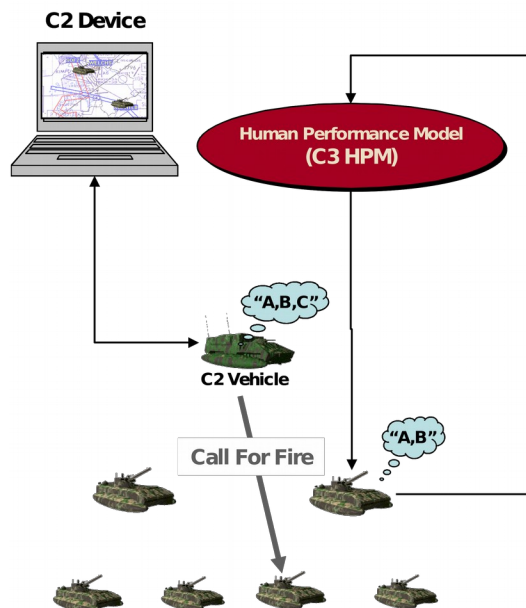 C2 Device
Human Performance Model
(C3 HPM)
“A,B,C”
C2 Vehicle
Call For Fire
“A,B”